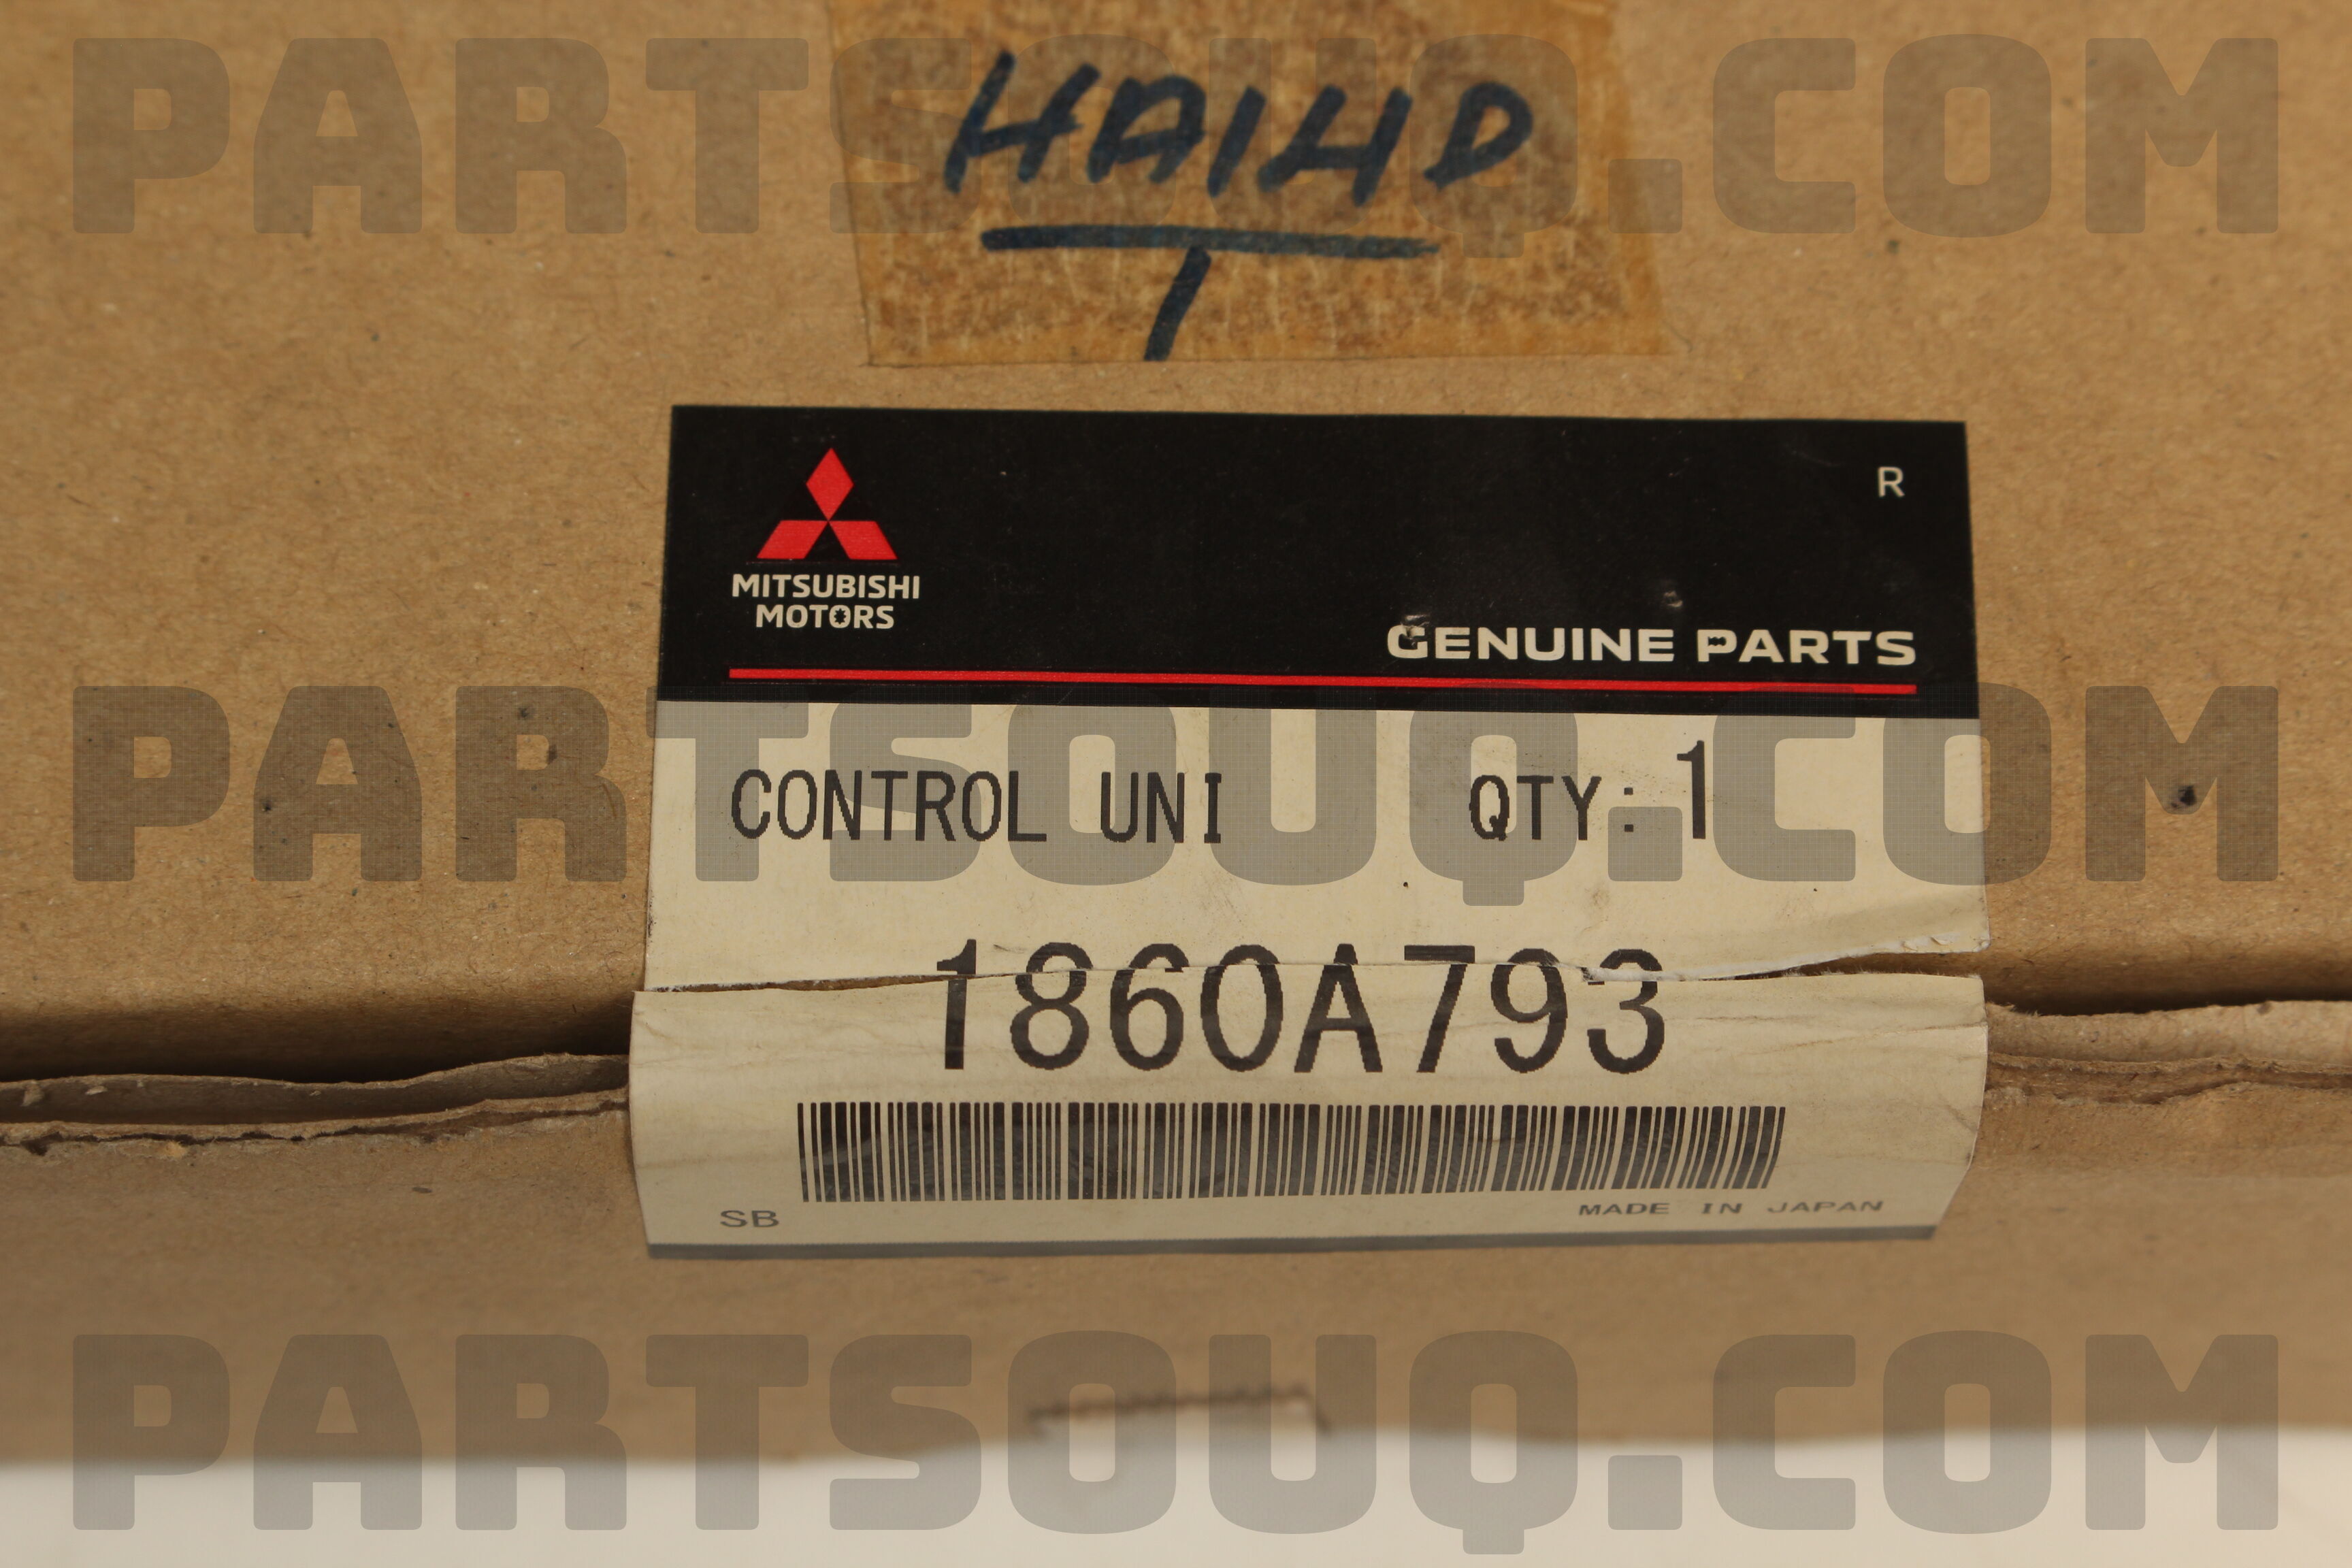 PARTSOUQ.COM
HA14D
T
R
MITSUBISHI
MOTORS
GENUINE PARTS
PARTSOUQ.COM
CONTROL UNI QTY: 1
1860A793
SB MADE IN JAPAN
PARTSOUQ.COM